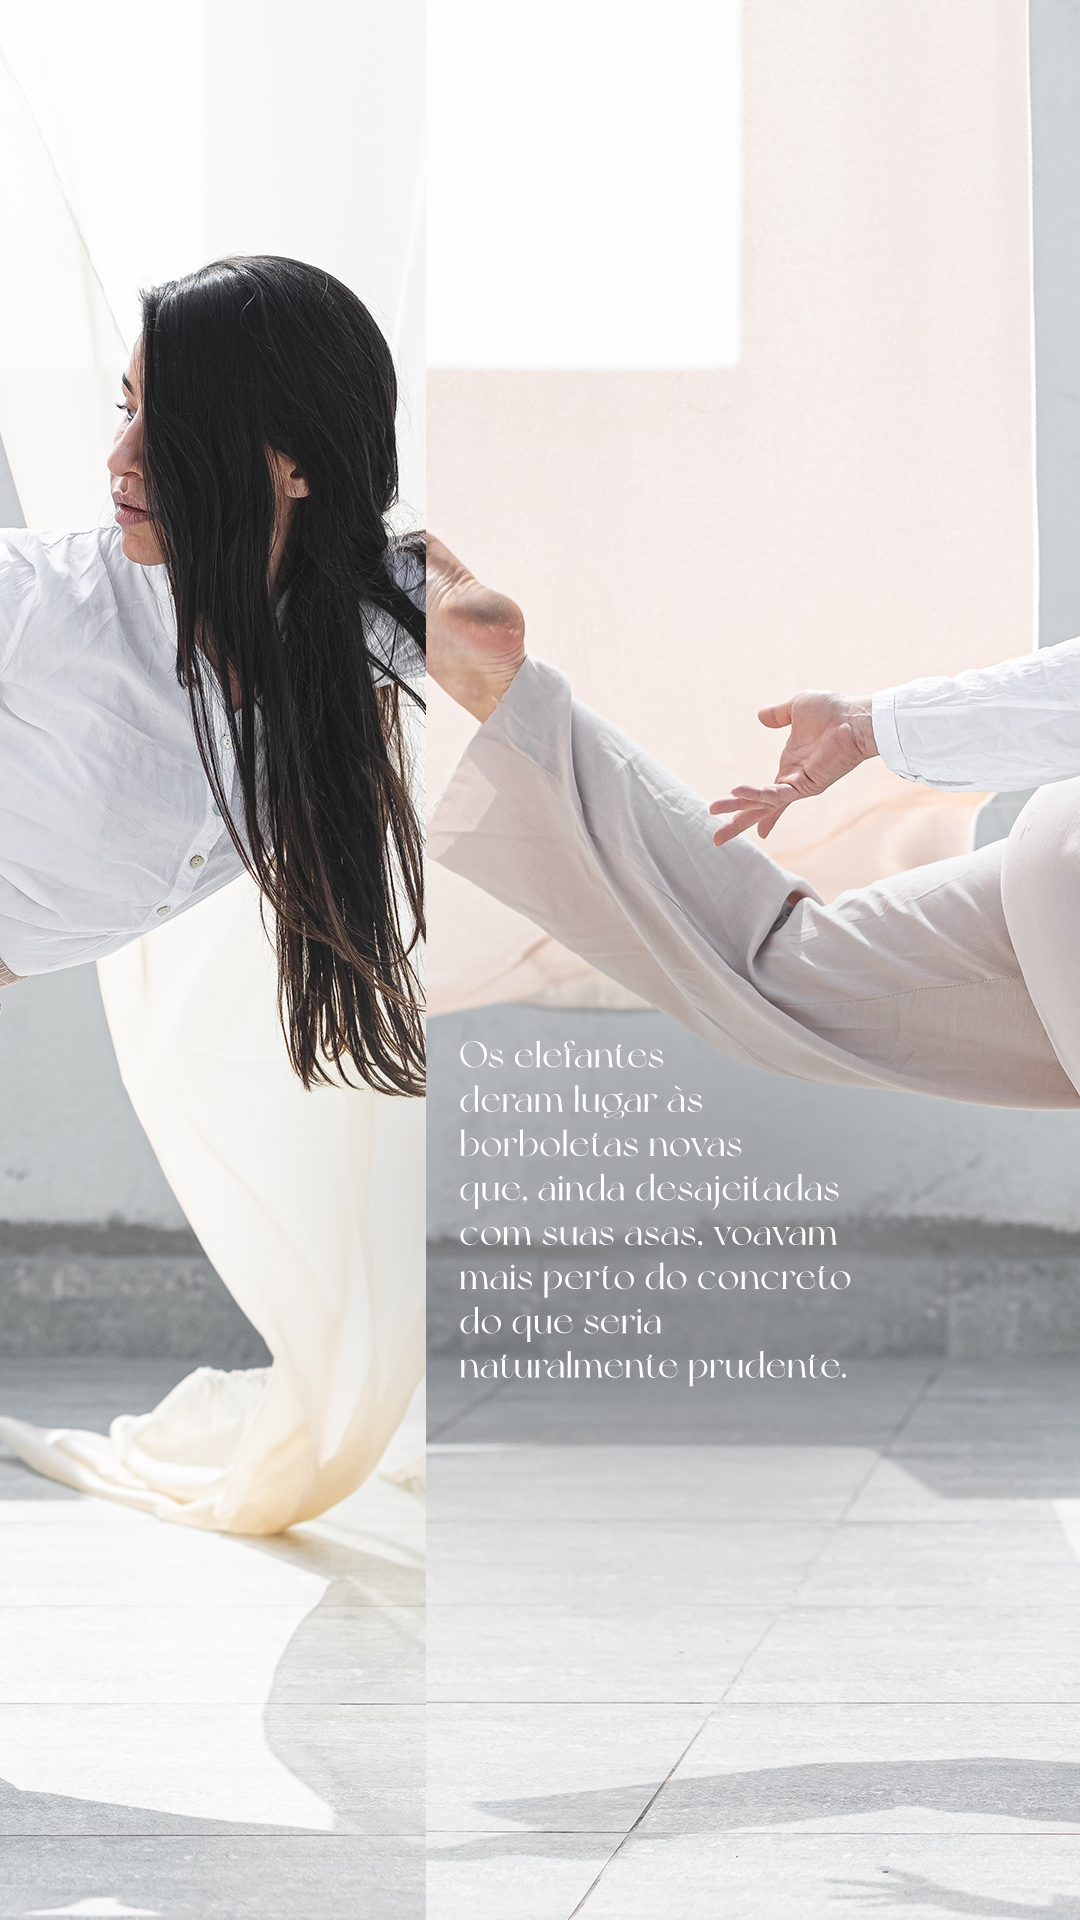 Os elefantes
deram lugar às
borboletas novas
que, ainda desajeitadas
com suas asas, voavam
mais perto do concreto
do que seria
naturalmente prudente.